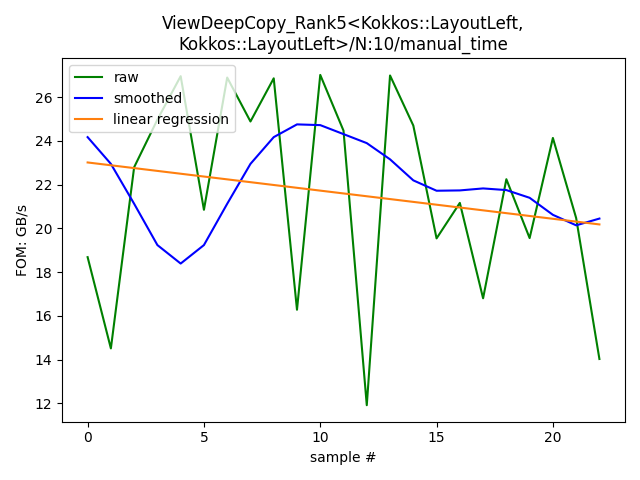 ViewDeepCopy_Rank5<Kokkos::LayoutLeft,
Kokkos::LayoutLeft>/N:10/manual_time
raw
smoothed
linear regression
FOM: GB/s
26
24
22
20
18
16
14
12
0
5
10
15
20
sample #